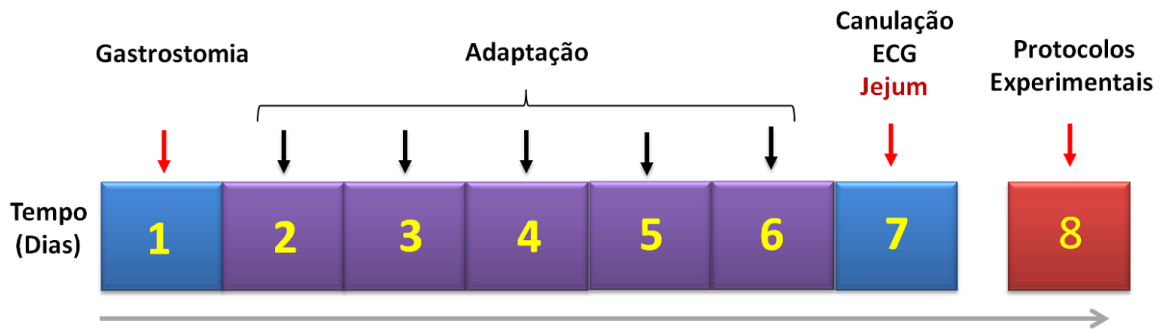 Gastrostomia
Adaptação
Canulação
ECG
Jejum
Protocolos
Experimentais
Tempo
(Dias)
1
2
3
4
5
6
7
8